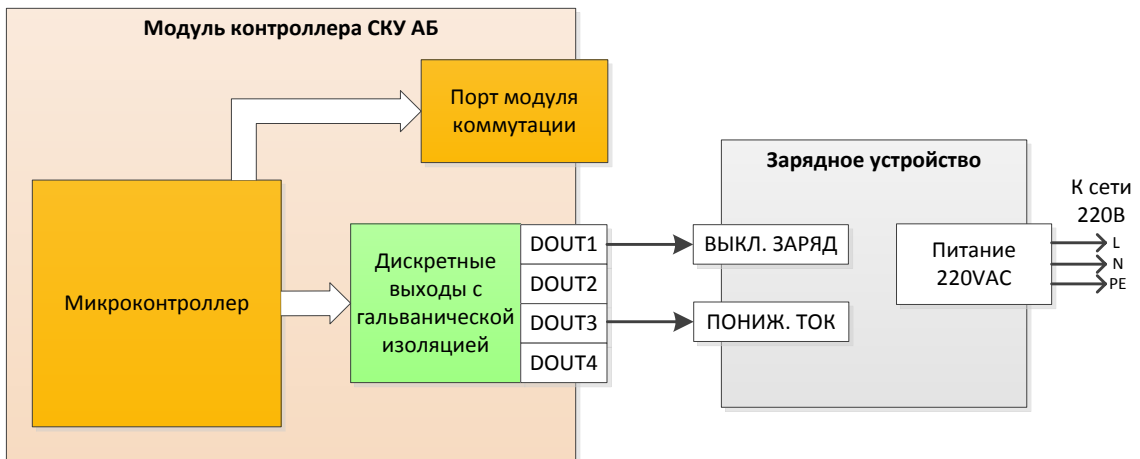 Модуль контроллера СКУ АБ
Порт модуля
коммутации
Микроконтроллер
Дискретные
выходы с
гальванической
изоляцией
DOUT1
DOUT2
DOUT3
DOUT4
Зарядное устройство
ВЫКЛ. ЗАРЯД
ПОНИЖ. ТОК
Питание
220VAC
К сети
220В
L
N
PE